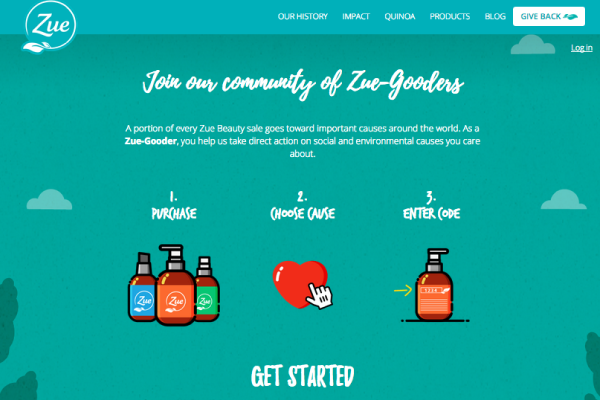 Zue
OUR HISTORY IMPACT QUINOA PRODUCTS BLOG GIVE BACK
Log in
Join our community of Zue-Gooders
A portion of every Zue Beauty sale goes toward important causes around the world. As a
Zue-Gooder, you help us take direct action on social and environmental causes you care
about.
1. 2. 3.
PURCHASE CHOOSE CAUSE ENTER CODE
Zue Zue Zue
1234
GET STARTED